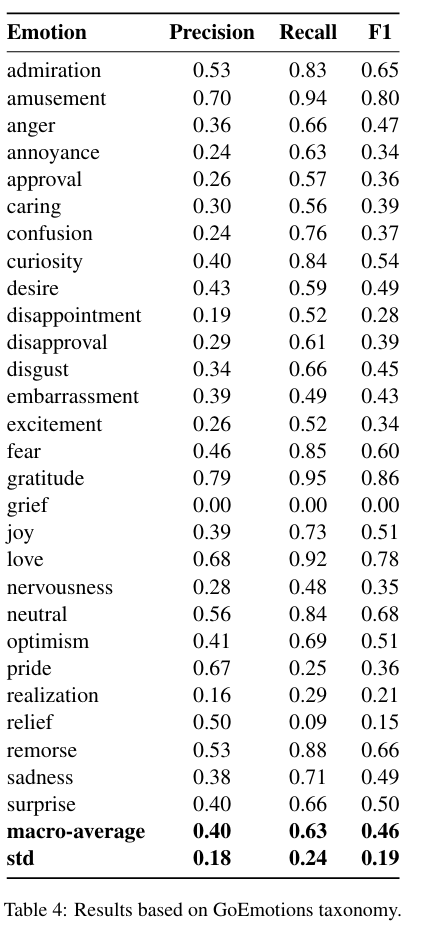 Emotion Precision Recall F1
admiration 0.53 0.83 0.65
amusement 0.70 0.94 0.80
anger 0.36 0.66 0.47
annoyance 0.24 0.63 0.34
approval 0.26 0.57 0.36
caring 0.30 0.56 0.39
confusion 0.24 0.76 0.37
curiosity 0.40 0.84 0.54
desire 0.43 0.59 0.49
disappointment 0.19 0.52 0.28
disapproval 0.29 0.61 0.39
disgust 0.34 0.66 0.45
embarrassment 0.39 0.49 0.43
excitement 0.26 0.52 0.34
fear 0.46 0.85 0.60
gratitude 0.79 0.95 0.86
grief 0.00 0.00 0.00
joy 0.39 0.73 0.51
love 0.68 0.92 0.78
nervousness 0.28 0.48 0.35
neutral 0.56 0.84 0.68
optimism 0.41 0.69 0.51
pride 0.67 0.25 0.36
realization 0.16 0.29 0.21
relief 0.50 0.09 0.15
remorse 0.53 0.88 0.66
sadness 0.38 0.71 0.49
surprise 0.40 0.66 0.50
macro-average 0.40 0.63 0.46
std 0.18 0.24 0.19
Table 4: Results based on GoEmotions taxonomy.